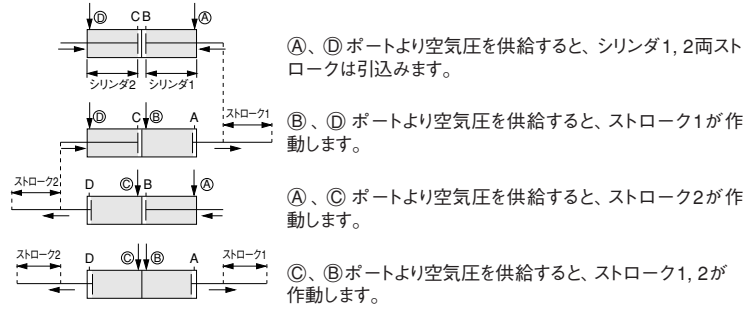 Ⓓ C B Ⓐ
シリンダ2 シリンダ1
Ⓐ、Ⓓ ポートより空気圧を供給すると、シリンダ1, 2両スト
ロークは引込みます。
ストローク1
Ⓓ C Ⓑ A
Ⓑ、Ⓓ ポートより空気圧を供給すると、ストローク1が作
動します。
ストローク2
D Ⓒ B Ⓐ
Ⓐ、Ⓒ ポートより空気圧を供給すると、ストローク2が作
動します。
ストローク2 D Ⓒ Ⓑ A ストローク1
Ⓒ、Ⓑポートより空気圧を供給すると、ストローク1, 2が
作動します。